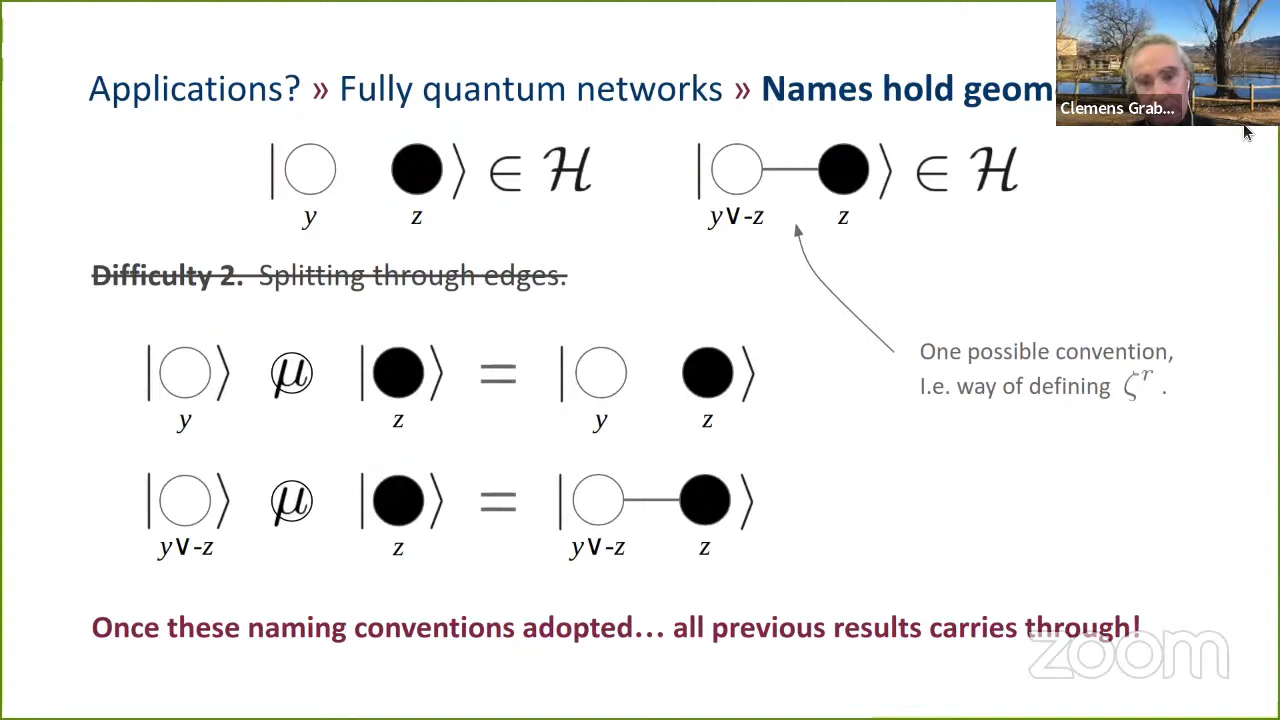 Applications? » Fully quantum networks » Names hold geom
Clemens Grab...
| ⟩ ∈ ℋ | ⟩ ∈ ℋ
y z y∨-z z
Difficulty 2. Splitting through edges.
One possible convention,
I.e. way of defining ζ^r .
| ⟩ μ | ⟩ = | ⟩
y z y z
| ⟩ μ | ⟩ = | ⟩
y∨-z z y∨-z z
Once these naming conventions adopted… all previous results carries through!
zoom